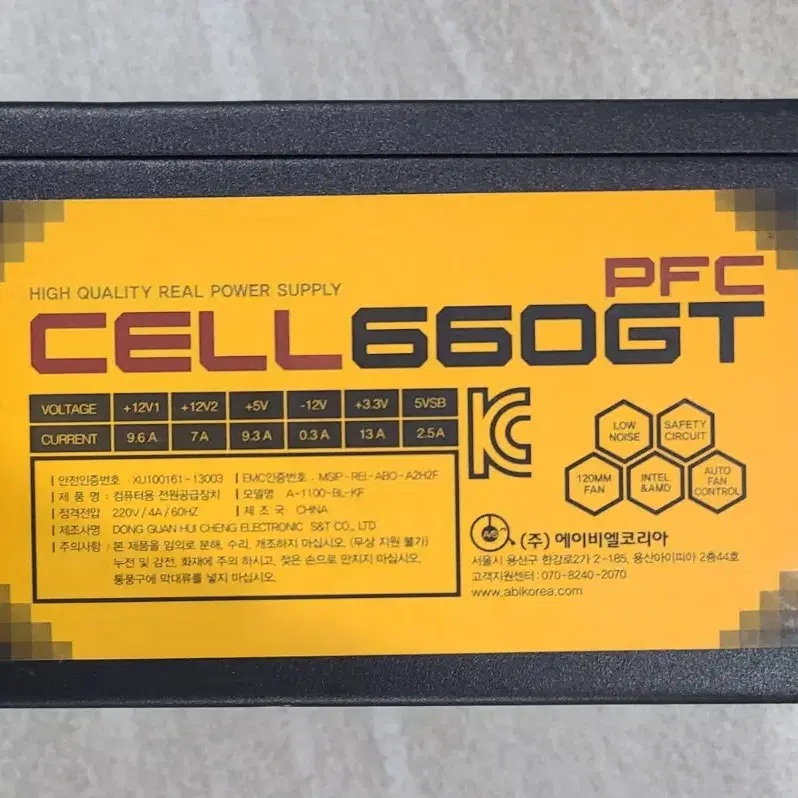 PFC
HIGH QUALITY REAL POWER SUPPLY
CELL660GT
VOLTAGE +12V1 +12V2 +5V -12V +3.3V 5VSB
CURRENT 9.6 A 7A 9.3 A 0.3 A 13 A 2.5 A
안전인증번호 : XU100161-13003 EMC인증번호 : MSIP-REI-ABO-A2H2F
제 품 명 : 컴퓨터용 전원공급장치 모델명 A-1100-BL-KF
정격전압 : 220V / 4A / 60HZ 제 조 국 : CHINA
제조사명 : DONG GUAN HUI CHENG ELECTRONIC S&T CO., LTD
주의사항 : 본 제품을 임의로 분해, 수리, 개조하지 마십시오. (무상 지원 불가)
누전 및 감전, 화재에 주의 하시고, 젖은 손으로 만지지 마십시오.
통풍구에 막대류를 넣지 마십시오.
LOW NOISE
SAFETY CIRCUIT
120MM FAN
INTEL &AMD
AUTO FAN CONTROL
(주) 에이비엘코리아
서울시 용산구 한강로2가 2-185, 용산아이피아 2층44호
고객지원센터 : 070-8240-2070
www.ablkorea.com